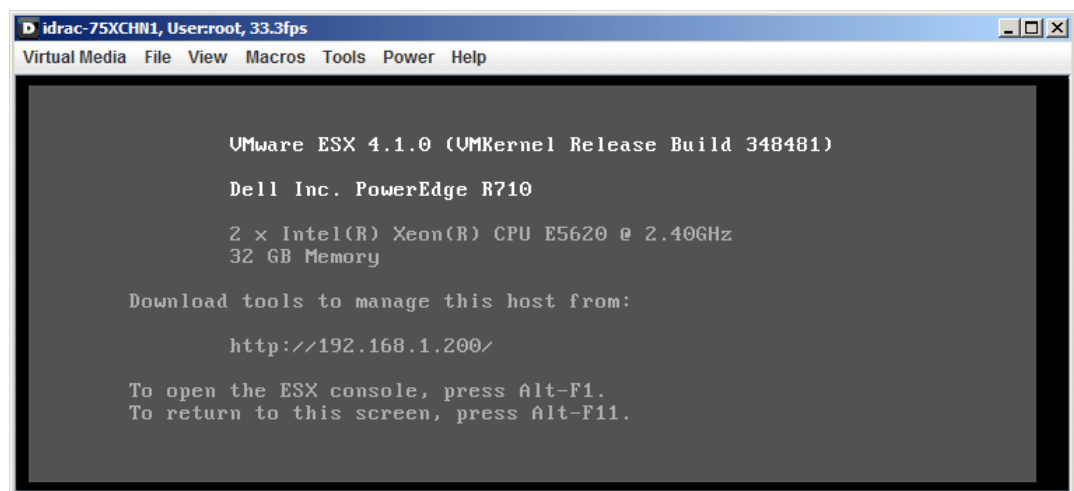 idrac-75XCHN1, User:root, 33.3fps
Virtual Media File View Macros Tools Power Help
VMware ESX 4.1.0 (VMKernel Release Build 348481)
Dell Inc. PowerEdge R710
2 x Intel(R) Xeon(R) CPU E5620 @ 2.40GHz
32 GB Memory
Download tools to manage this host from:
http://192.168.1.200/
To open the ESX console, press Alt-F1.
To return to this screen, press Alt-F11.